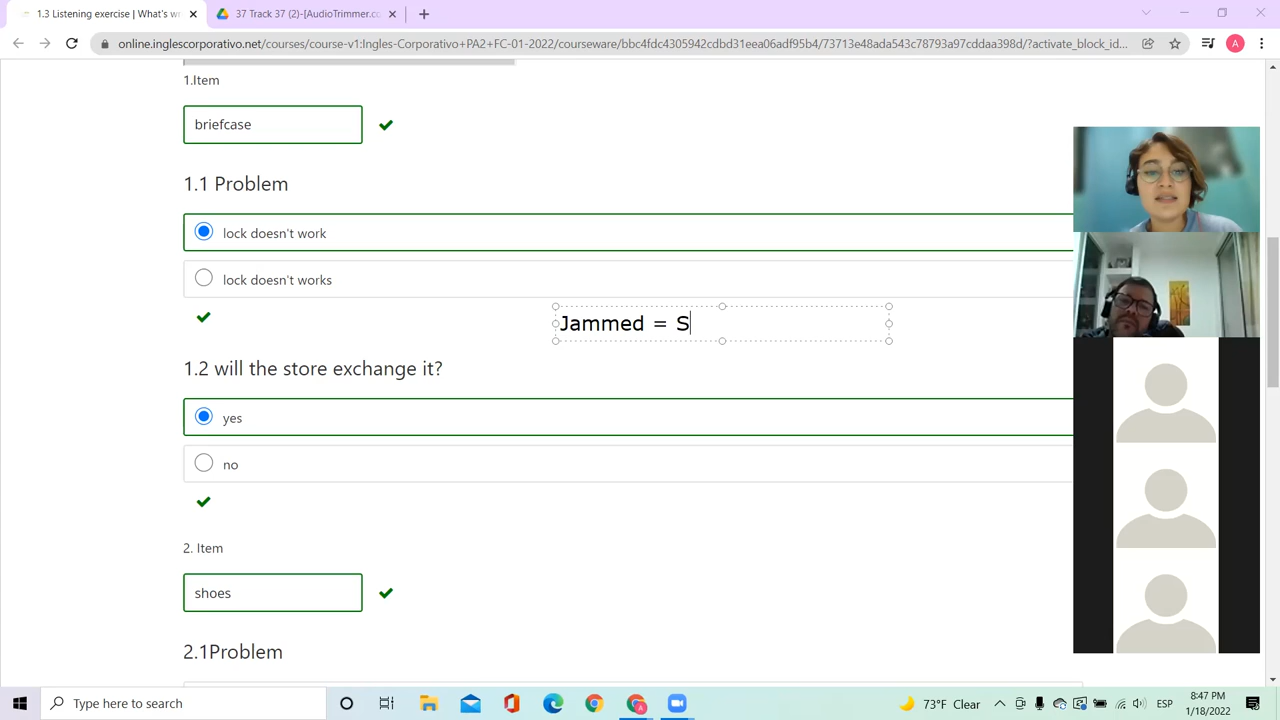 1.3 Listening exercise | What's wr
37 Track 37 (2)-[AudioTrimmer.co
online.inglescorporativo.net/courses/course-v1:Ingles-Corporativo+PA2+FC-01-2022/courseware/bbc4fdc4305942cdbd31eea06adf95b4/73713e48ada543c78793a97cddaa398d/?activate_block_id...
A
1.Item
briefcase
1.1 Problem
lock doesn't work
lock doesn't works
Jammed = S
1.2 will the store exchange it?
yes
no
2. Item
shoes
2.1Problem
Type here to search
73°F Clear
ESP
8:47 PM
1/18/2022